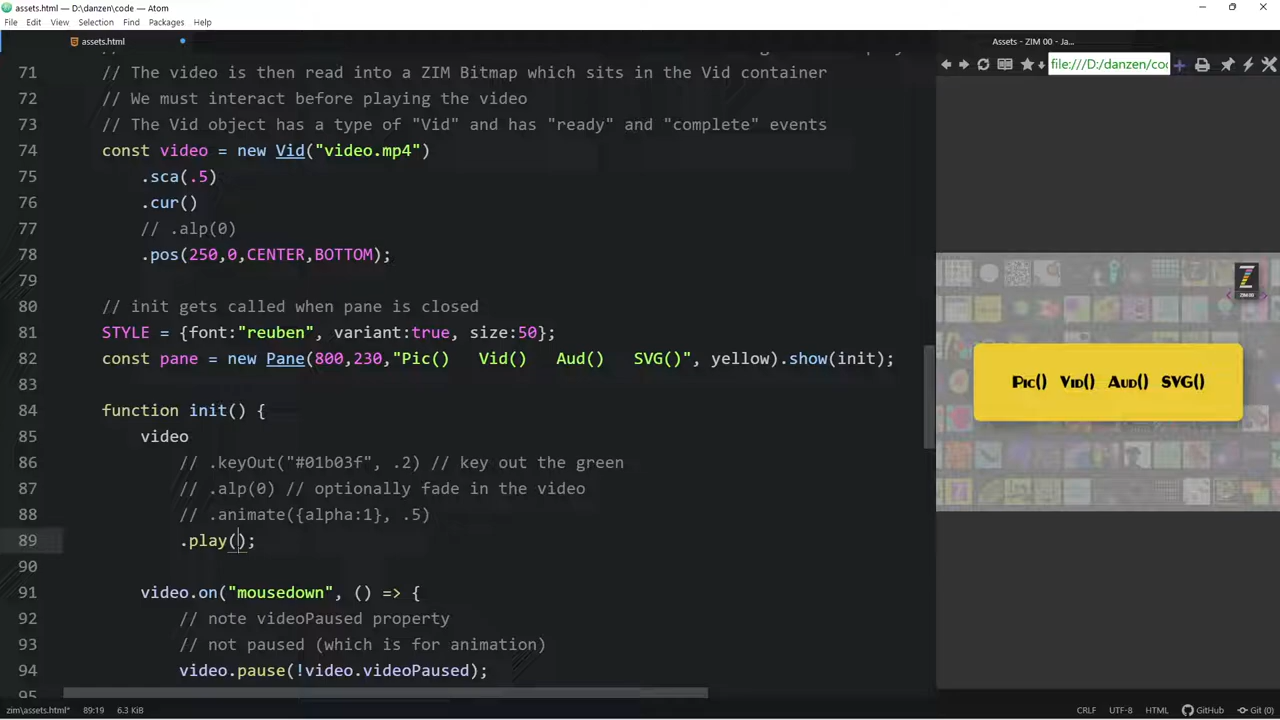 assets.html — D:\danzen\code — Atom
File Edit View Selection Find Packages Help
assets.html
71 // The video is then read into a ZIM Bitmap which sits in the Vid container
72 // We must interact before playing the video
73 // The Vid object has a type of "Vid" and has "ready" and "complete" events
74 const video = new Vid("video.mp4")
75 .sca(.5)
76 .cur()
77 // .alp(0)
78 .pos(250,0,CENTER,BOTTOM);
79
80 // init gets called when pane is closed
81 STYLE = {font:"reuben", variant:true, size:50};
82 const pane = new Pane(800,230,"Pic()   Vid()   Aud()   SVG()", yellow).show(init);
83
84 function init() {
85 video
86 // .keyOut("#01b03f", .2) // key out the green
87 // .alp(0) // optionally fade in the video
88 // .animate({alpha:1}, .5)
89 .play();
90
91 video.on("mousedown", () => {
92 // note videoPaused property
93 // not paused (which is for animation)
94 video.pause(!video.videoPaused);
95
zim\assets.html* 89:19 6.3 KiB
CRLF UTF-8 HTML GitHub Git (0)
Assets - ZIM 00 - Ja...
file:///D:/danzen/coc
ZIM 00
Pic() Vid() Aud() SVG()